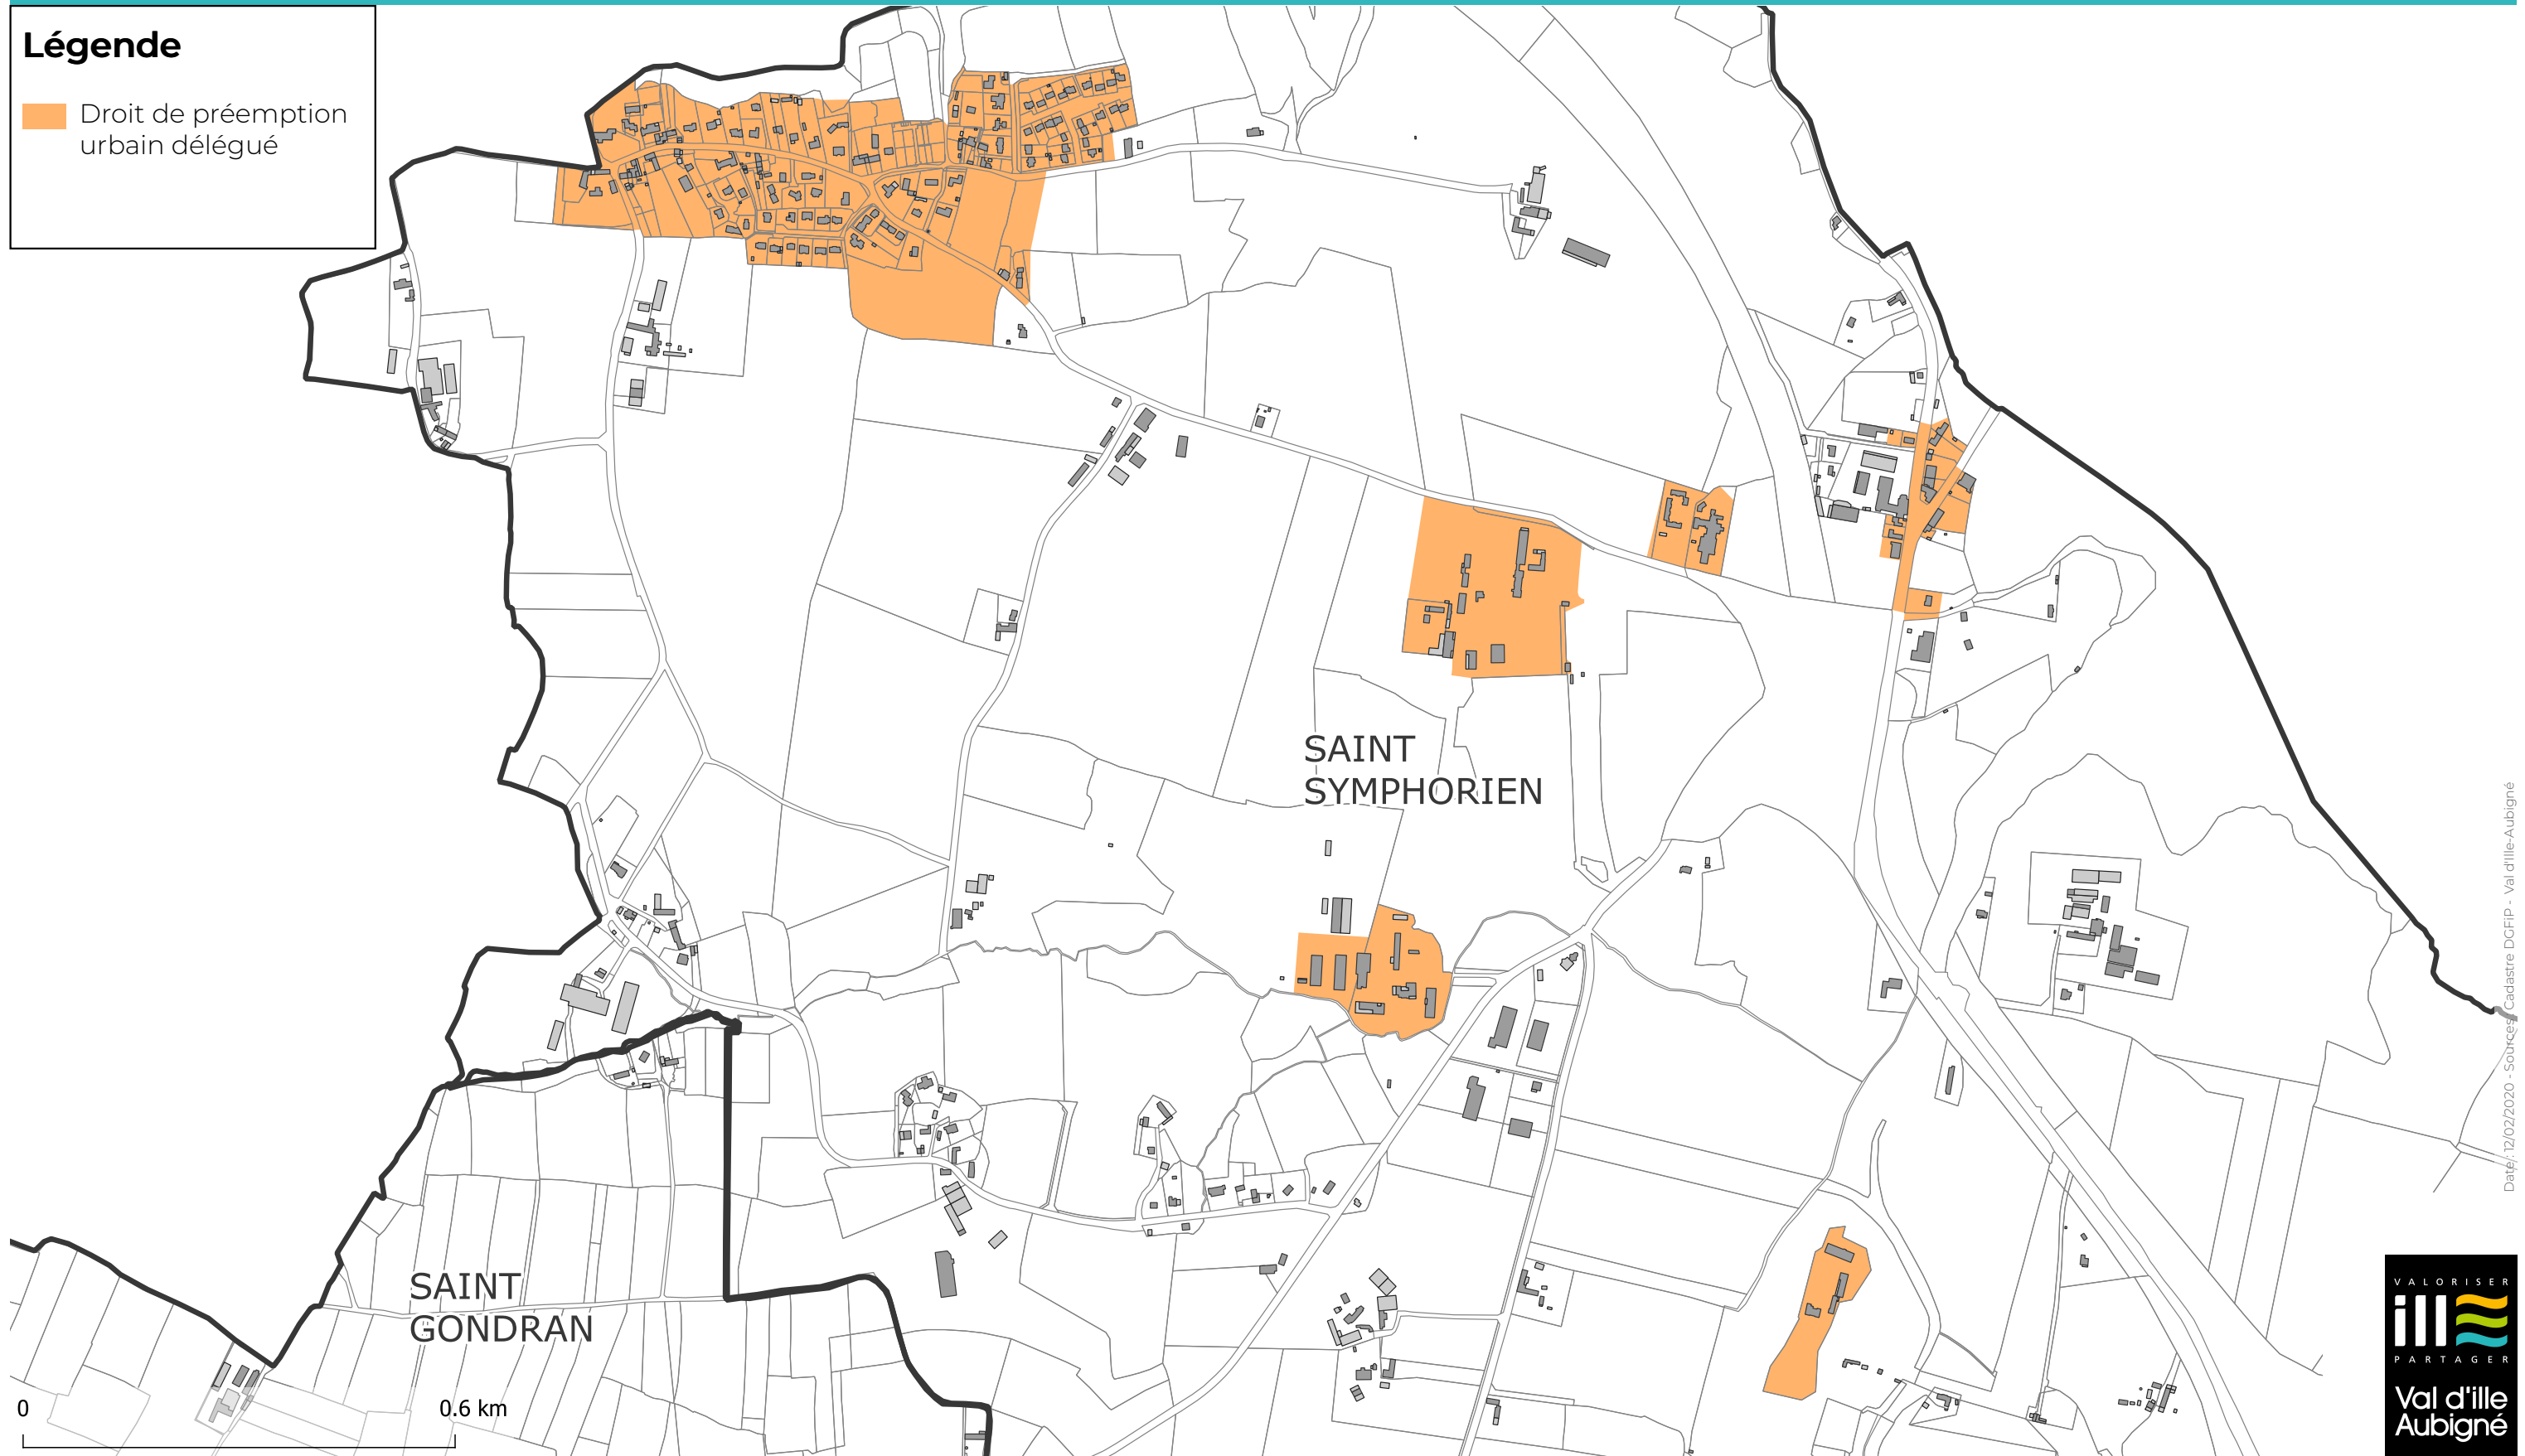 Légende
Droit de préemption
urbain délégué
SAINT
SYMPHORIEN
SAINT
GONDRAN
0
0.6 km
Date : 12/02/2020 - Sources: Cadastre DGFiP - Val d'Ille-Aubigné
VALORISER
ill
PARTAGER
Val d'ille
Aubigné